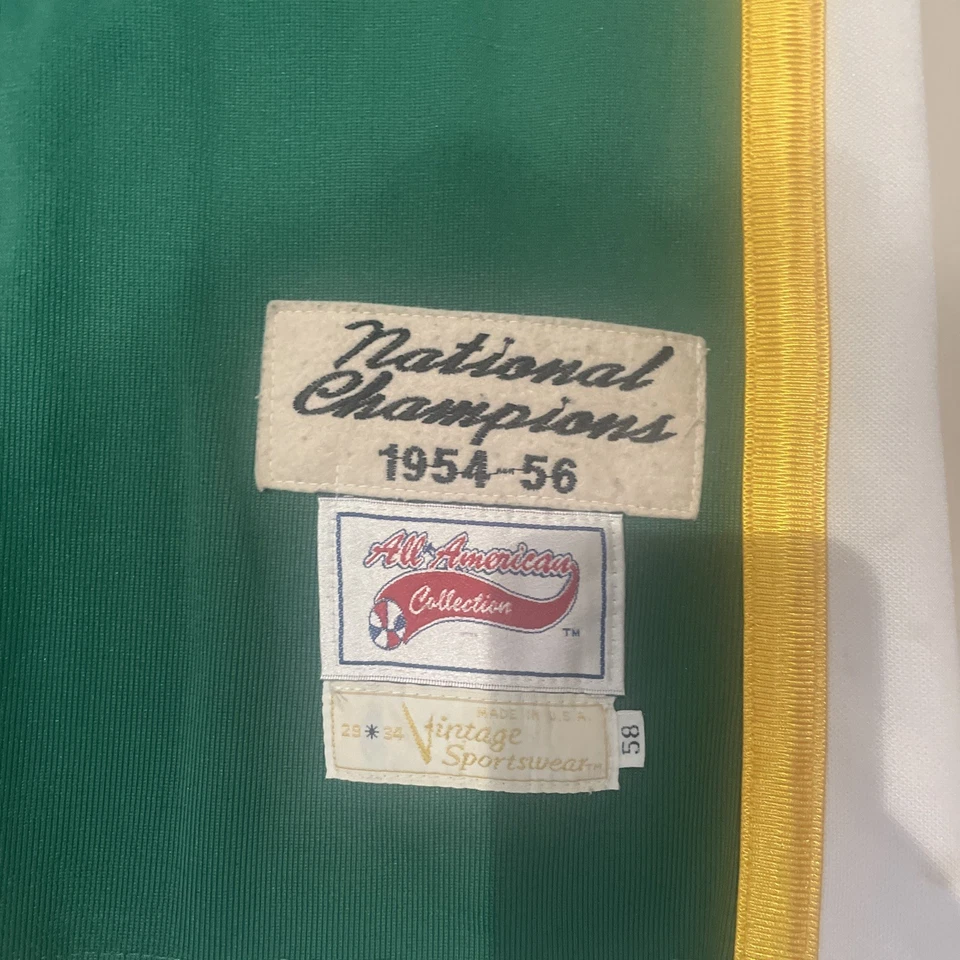 National
Champions
1954-56
All★American
Collection
TM
MADE IN U.S.A.
29 * 34 Vintage
Sportswear TM
58